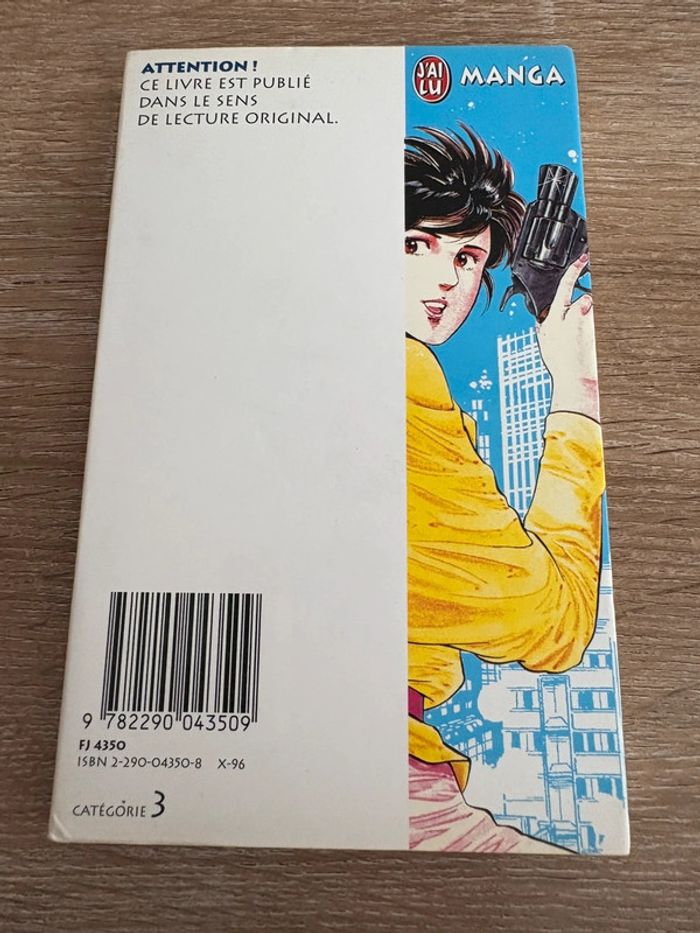 ATTENTION !
CE LIVRE EST PUBLIÉ
DANS LE SENS
DE LECTURE ORIGINAL.
J'AI
LU
MANGA
9 782290 043509
FJ 4350
ISBN 2-290-04350-8 X-96
CATÉGORIE 3